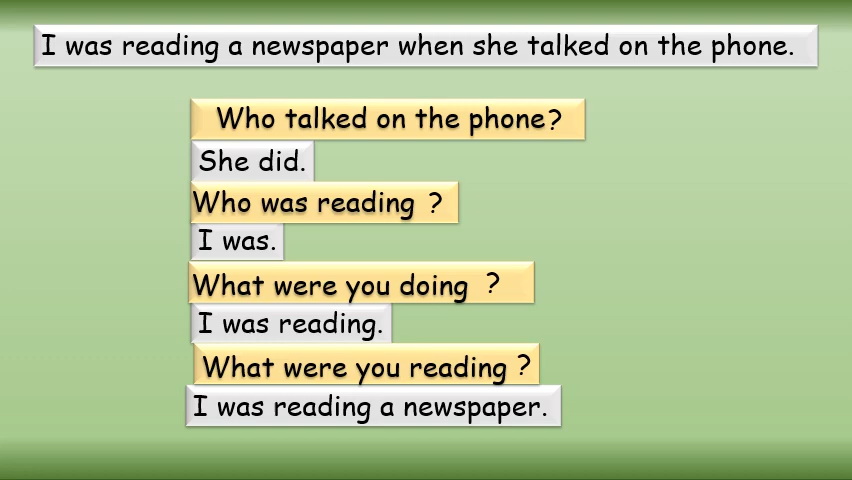 I was reading a newspaper when she talked on the phone.
Who talked on the phone?
She did.
Who was reading ?
I was.
What were you doing ?
I was reading.
What were you reading ?
I was reading a newspaper.